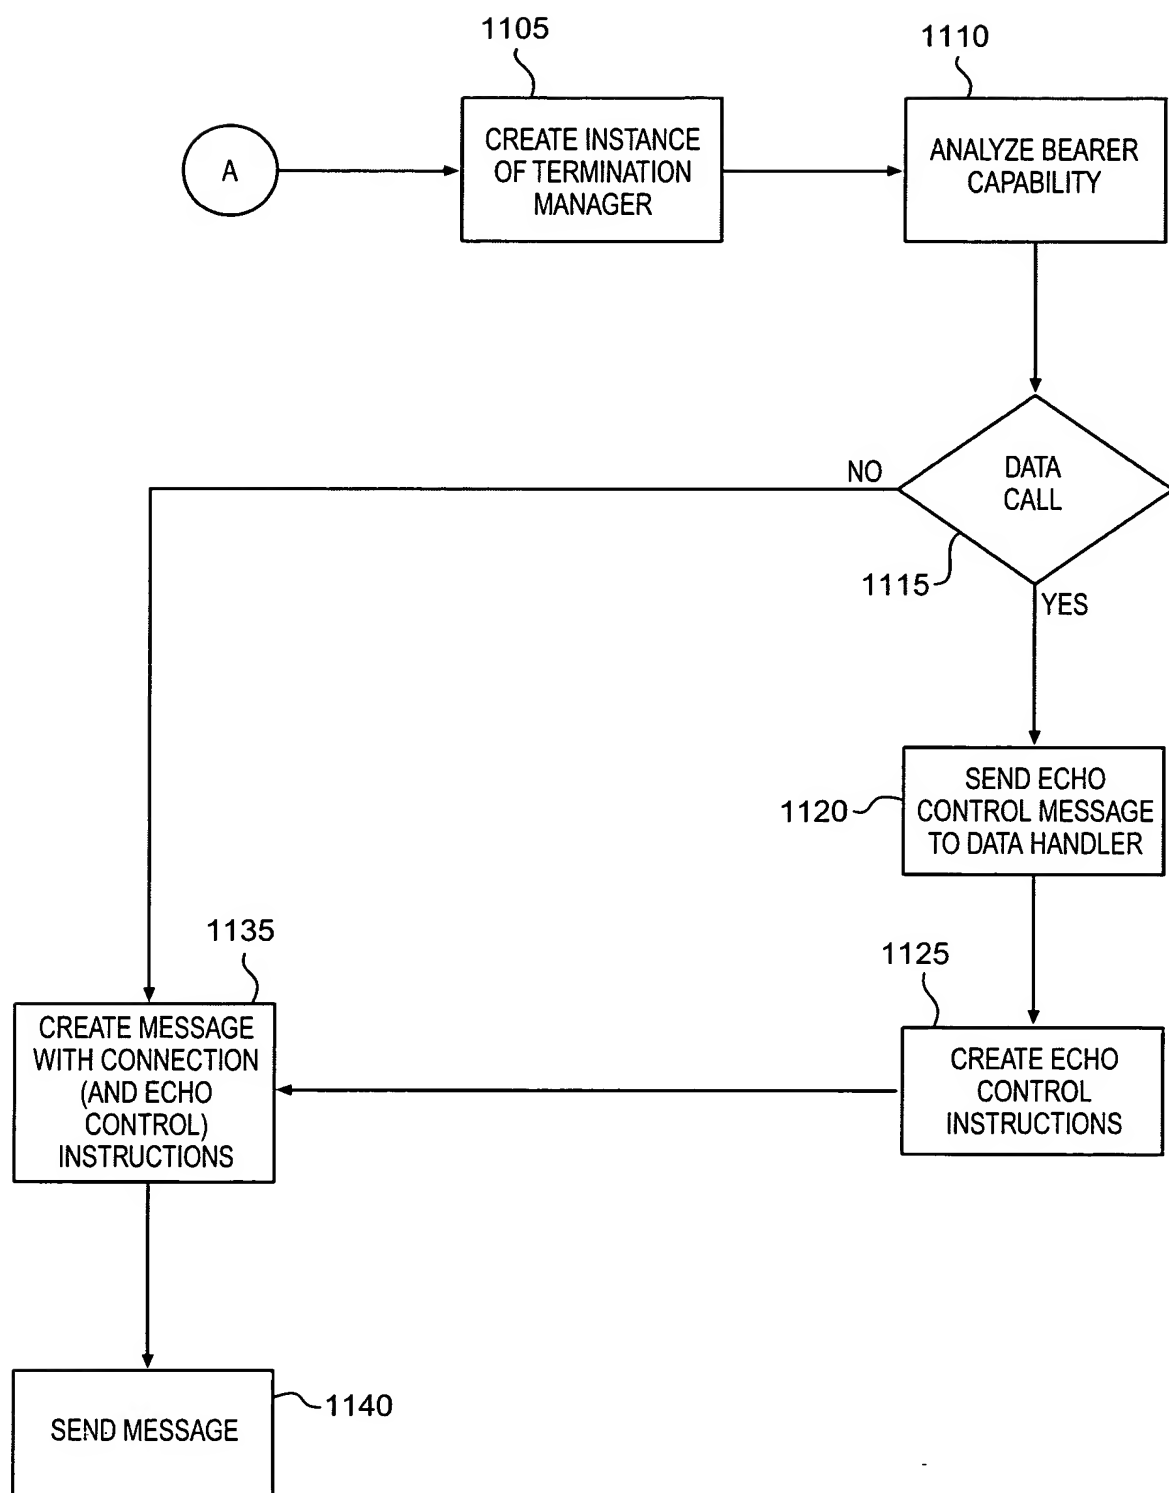 1105
1110
A
CREATE INSTANCE
OF TERMINATION
MANAGER
ANALYZE BEARER
CAPABILITY
NO
DATA
CALL
1115
YES
1120
SEND ECHO
CONTROL MESSAGE
TO DATA HANDLER
1135
1125
CREATE MESSAGE
WITH CONNECTION
(AND ECHO
CONTROL)
INSTRUCTIONS
CREATE ECHO
CONTROL
INSTRUCTIONS
SEND MESSAGE
1140